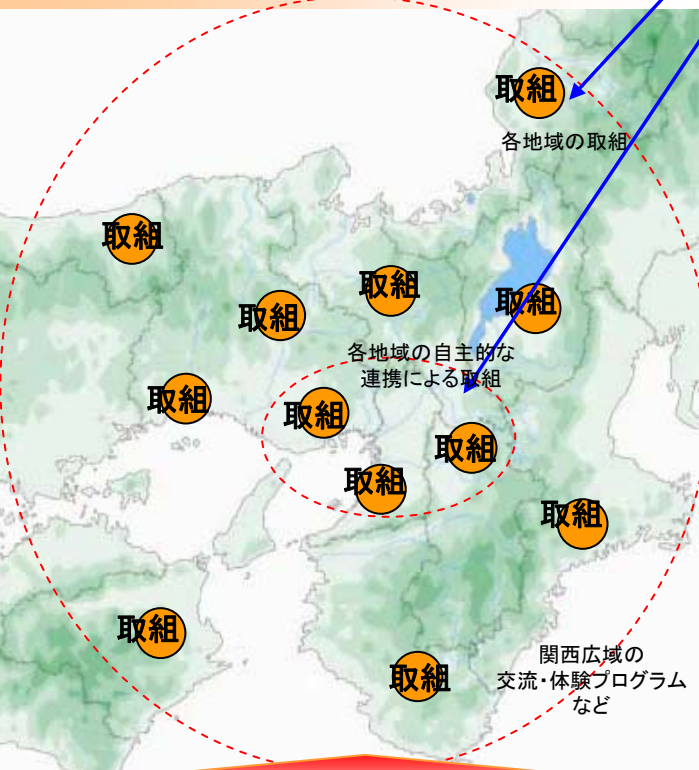 取組
各地域の取組
取組
取組
取組
取組
各地域の自主的な
連携による取組
取組
取組
取組
取組
取組
取組
関西広域の
交流・体験プログラム
など
取組